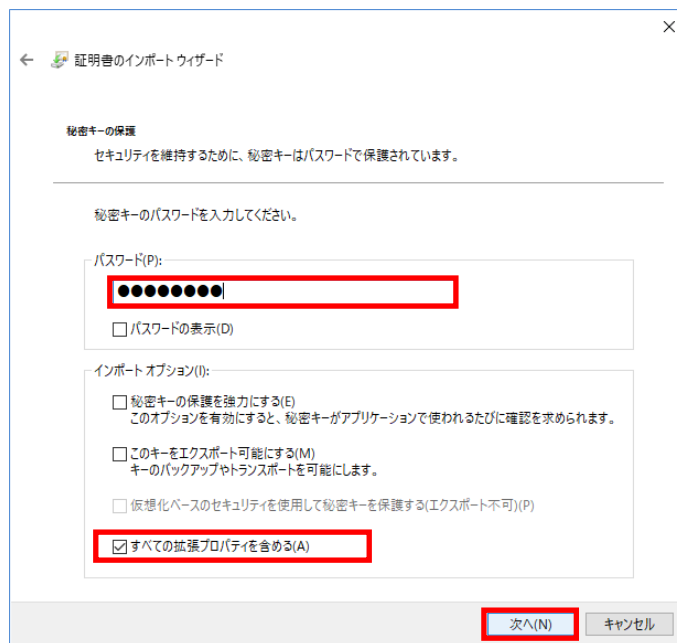 証明書のインポート ウィザード
秘密キーの保護
セキュリティを維持するために、秘密キーはパスワードで保護されています。
秘密キーのパスワードを入力してください。
パスワード(P):
●●●●●●●●
パスワードの表示(D)
インポート オプション(I):
秘密キーの保護を強力にする(E)
このオプションを有効にすると、秘密キーがアプリケーションで使われるたびに確認を求められます。
このキーをエクスポート可能にする(M)
キーのバックアップやトランスポートを可能にします。
仮想化ベースのセキュリティを使用して秘密キーを保護する(エクスポート不可)(P)
すべての拡張プロパティを含める(A)
次へ(N)
キャンセル